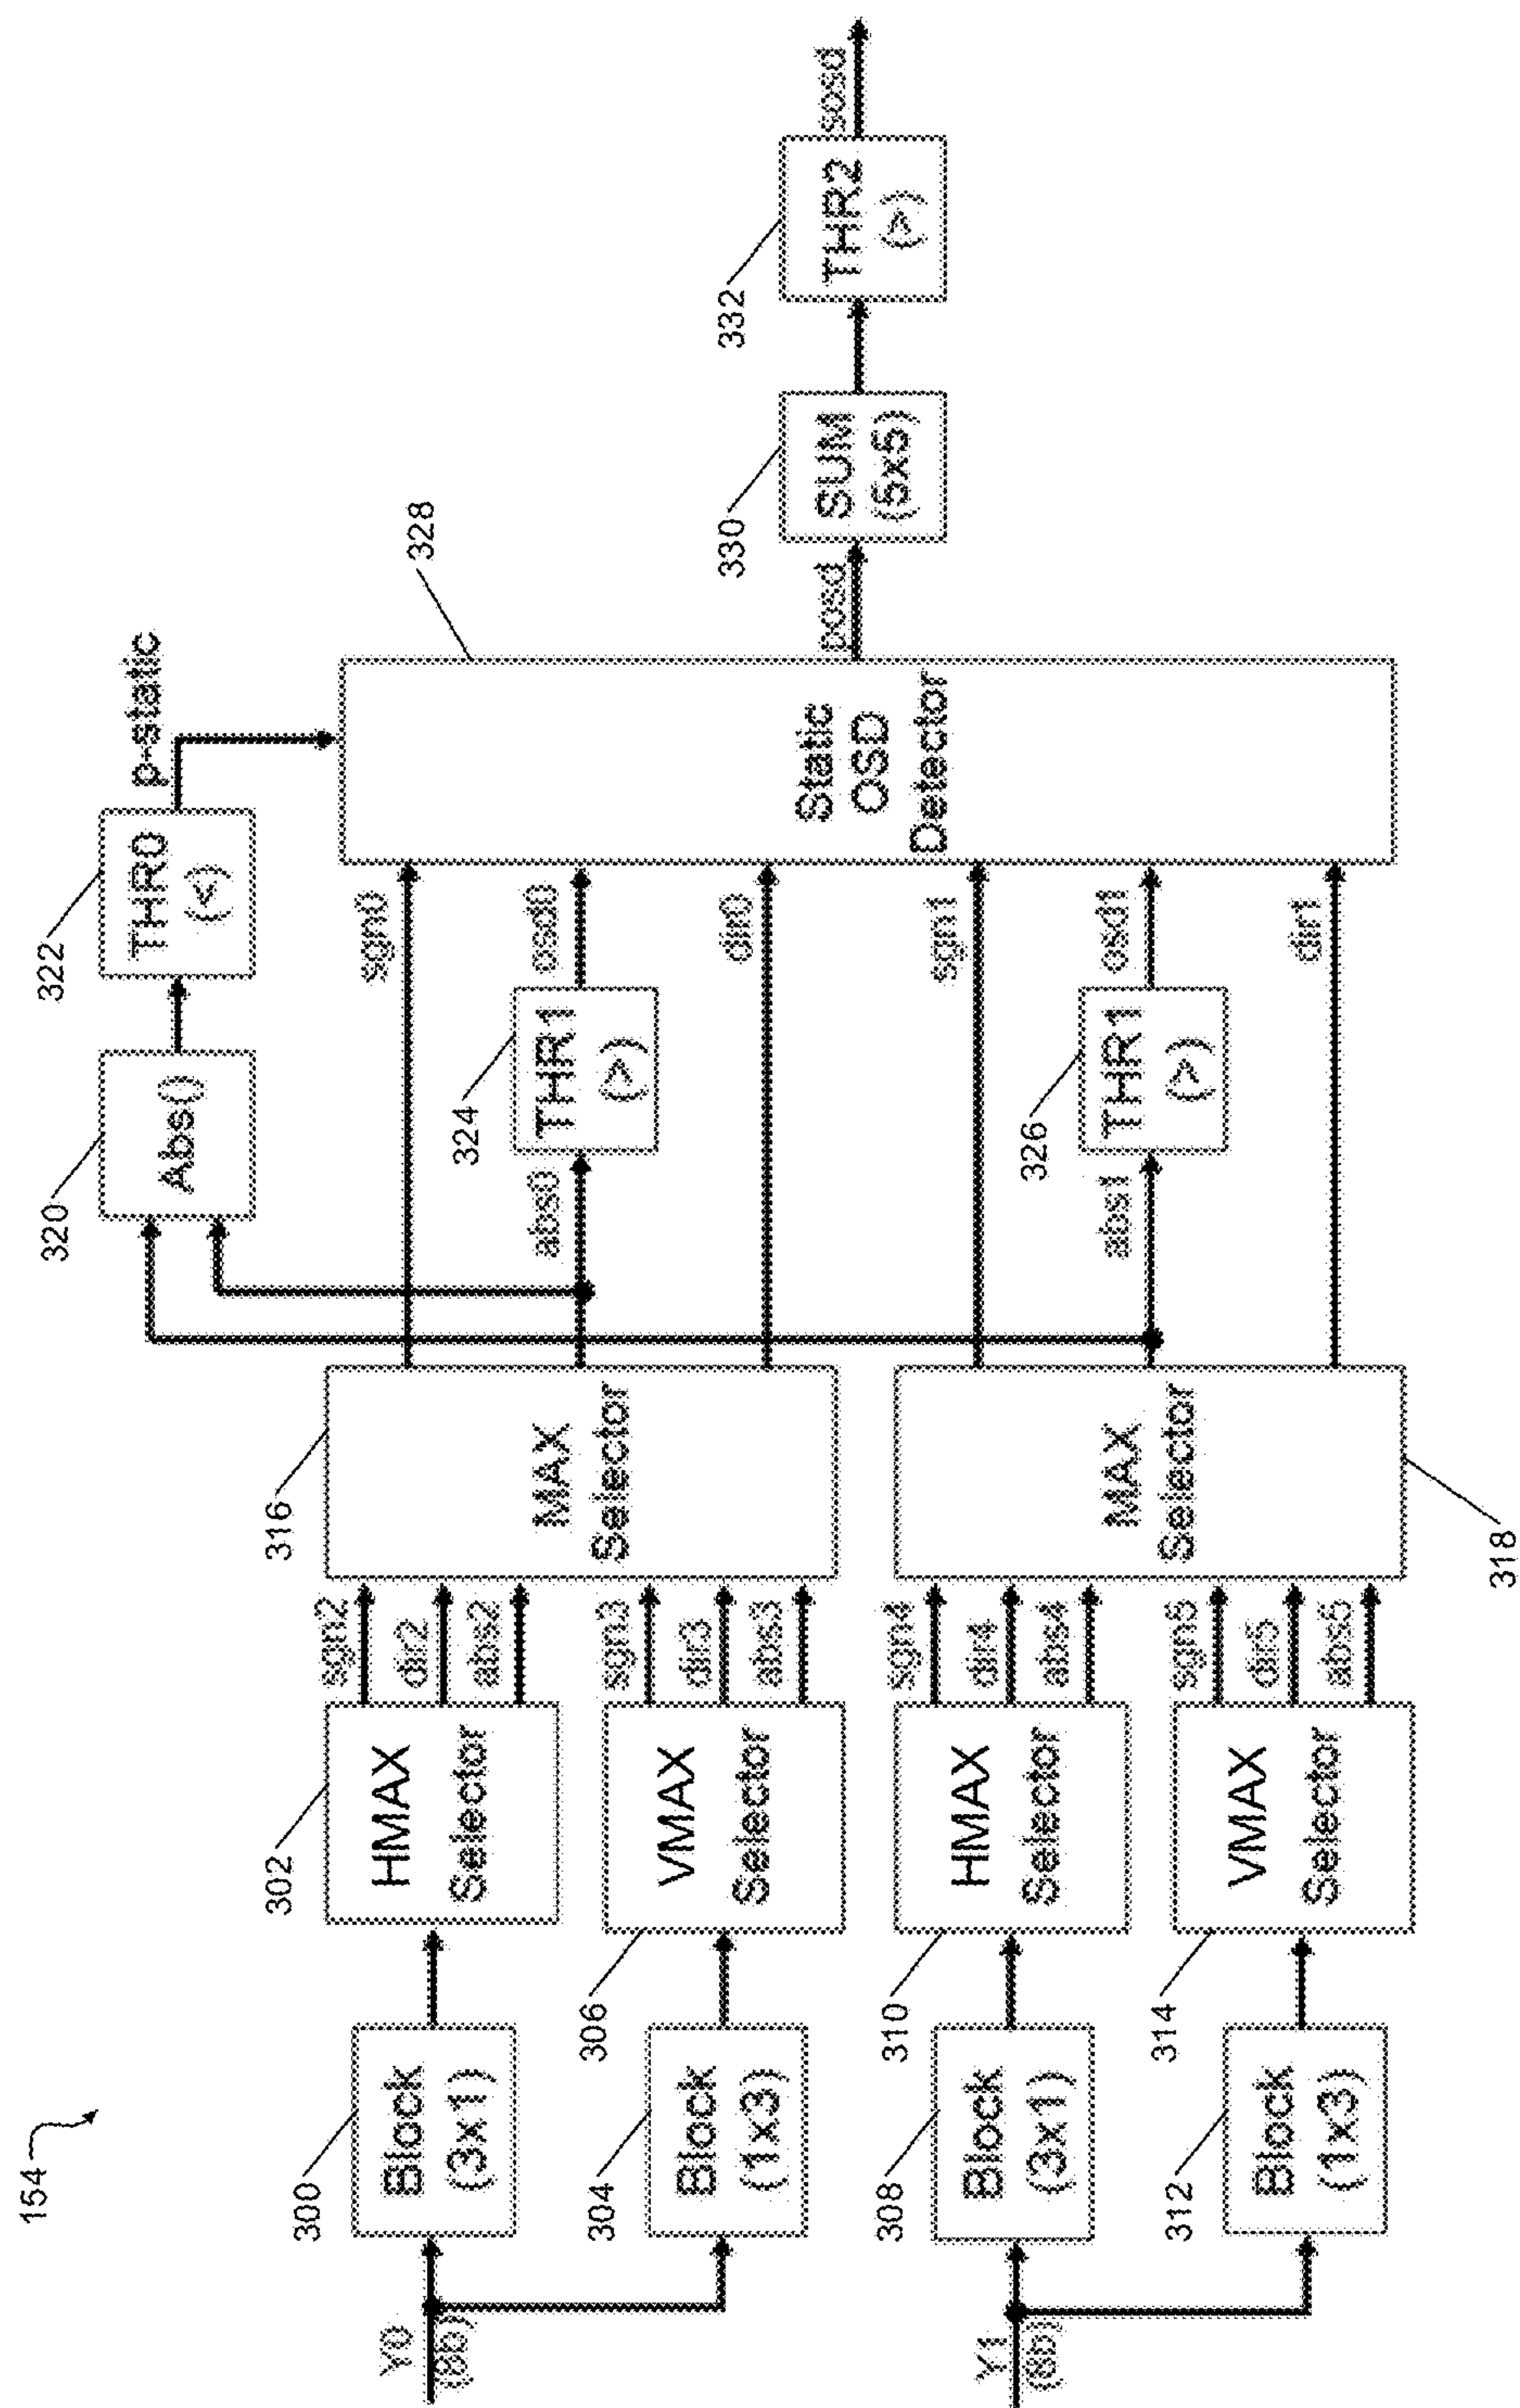 154
Y0
(8b)
300
Block
(3x1)
302
HMAX
Selector
sgn2
dir2
abs2
304
Block
(1x3)
306
VMAX
Selector
sgn3
dir3
abs3
316
MAX
Selector
Y1
(8b)
308
Block
(3x1)
310
HMAX
Selector
sgn4
dir4
abs4
312
Block
(1x3)
314
VMAX
Selector
sgn5
dir5
abs5
318
MAX
Selector
320
Abs()
322
THR0
(<)
p-static
sgn0
abs0
324
THR1
(>)
osd0
dir0
sgn1
abs1
326
THR1
(>)
osd1
dir1
328
Static
OSD
Detector
posd
330
SUM
(5x5)
332
THR2
(>)
sosd